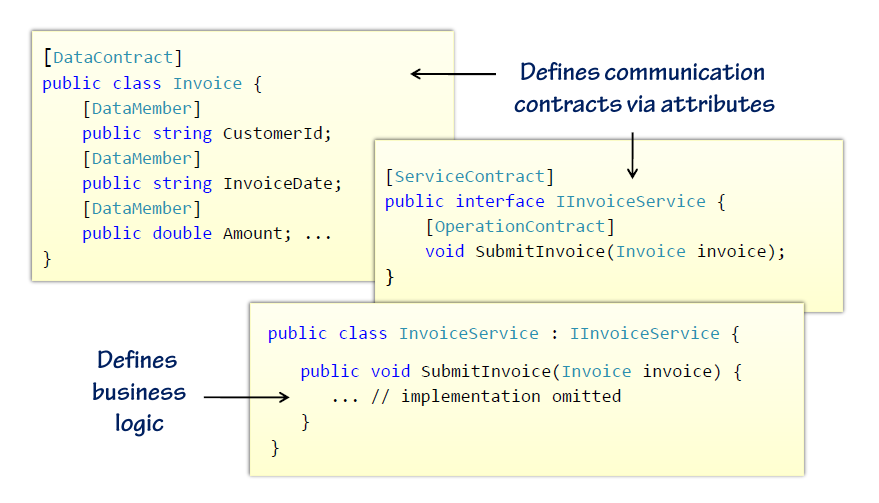 [DataContract]
public class Invoice {
[DataMember]
public string CustomerId;
[DataMember]
public string InvoiceDate;
[DataMember]
public double Amount; ...
}
Defines communication
contracts via attributes
[ServiceContract]
public interface IInvoiceService {
[OperationContract]
void SubmitInvoice(Invoice invoice);
}
Defines
business
logic
public class InvoiceService : IInvoiceService {
public void SubmitInvoice(Invoice invoice) {
... // implementation omitted
}
}